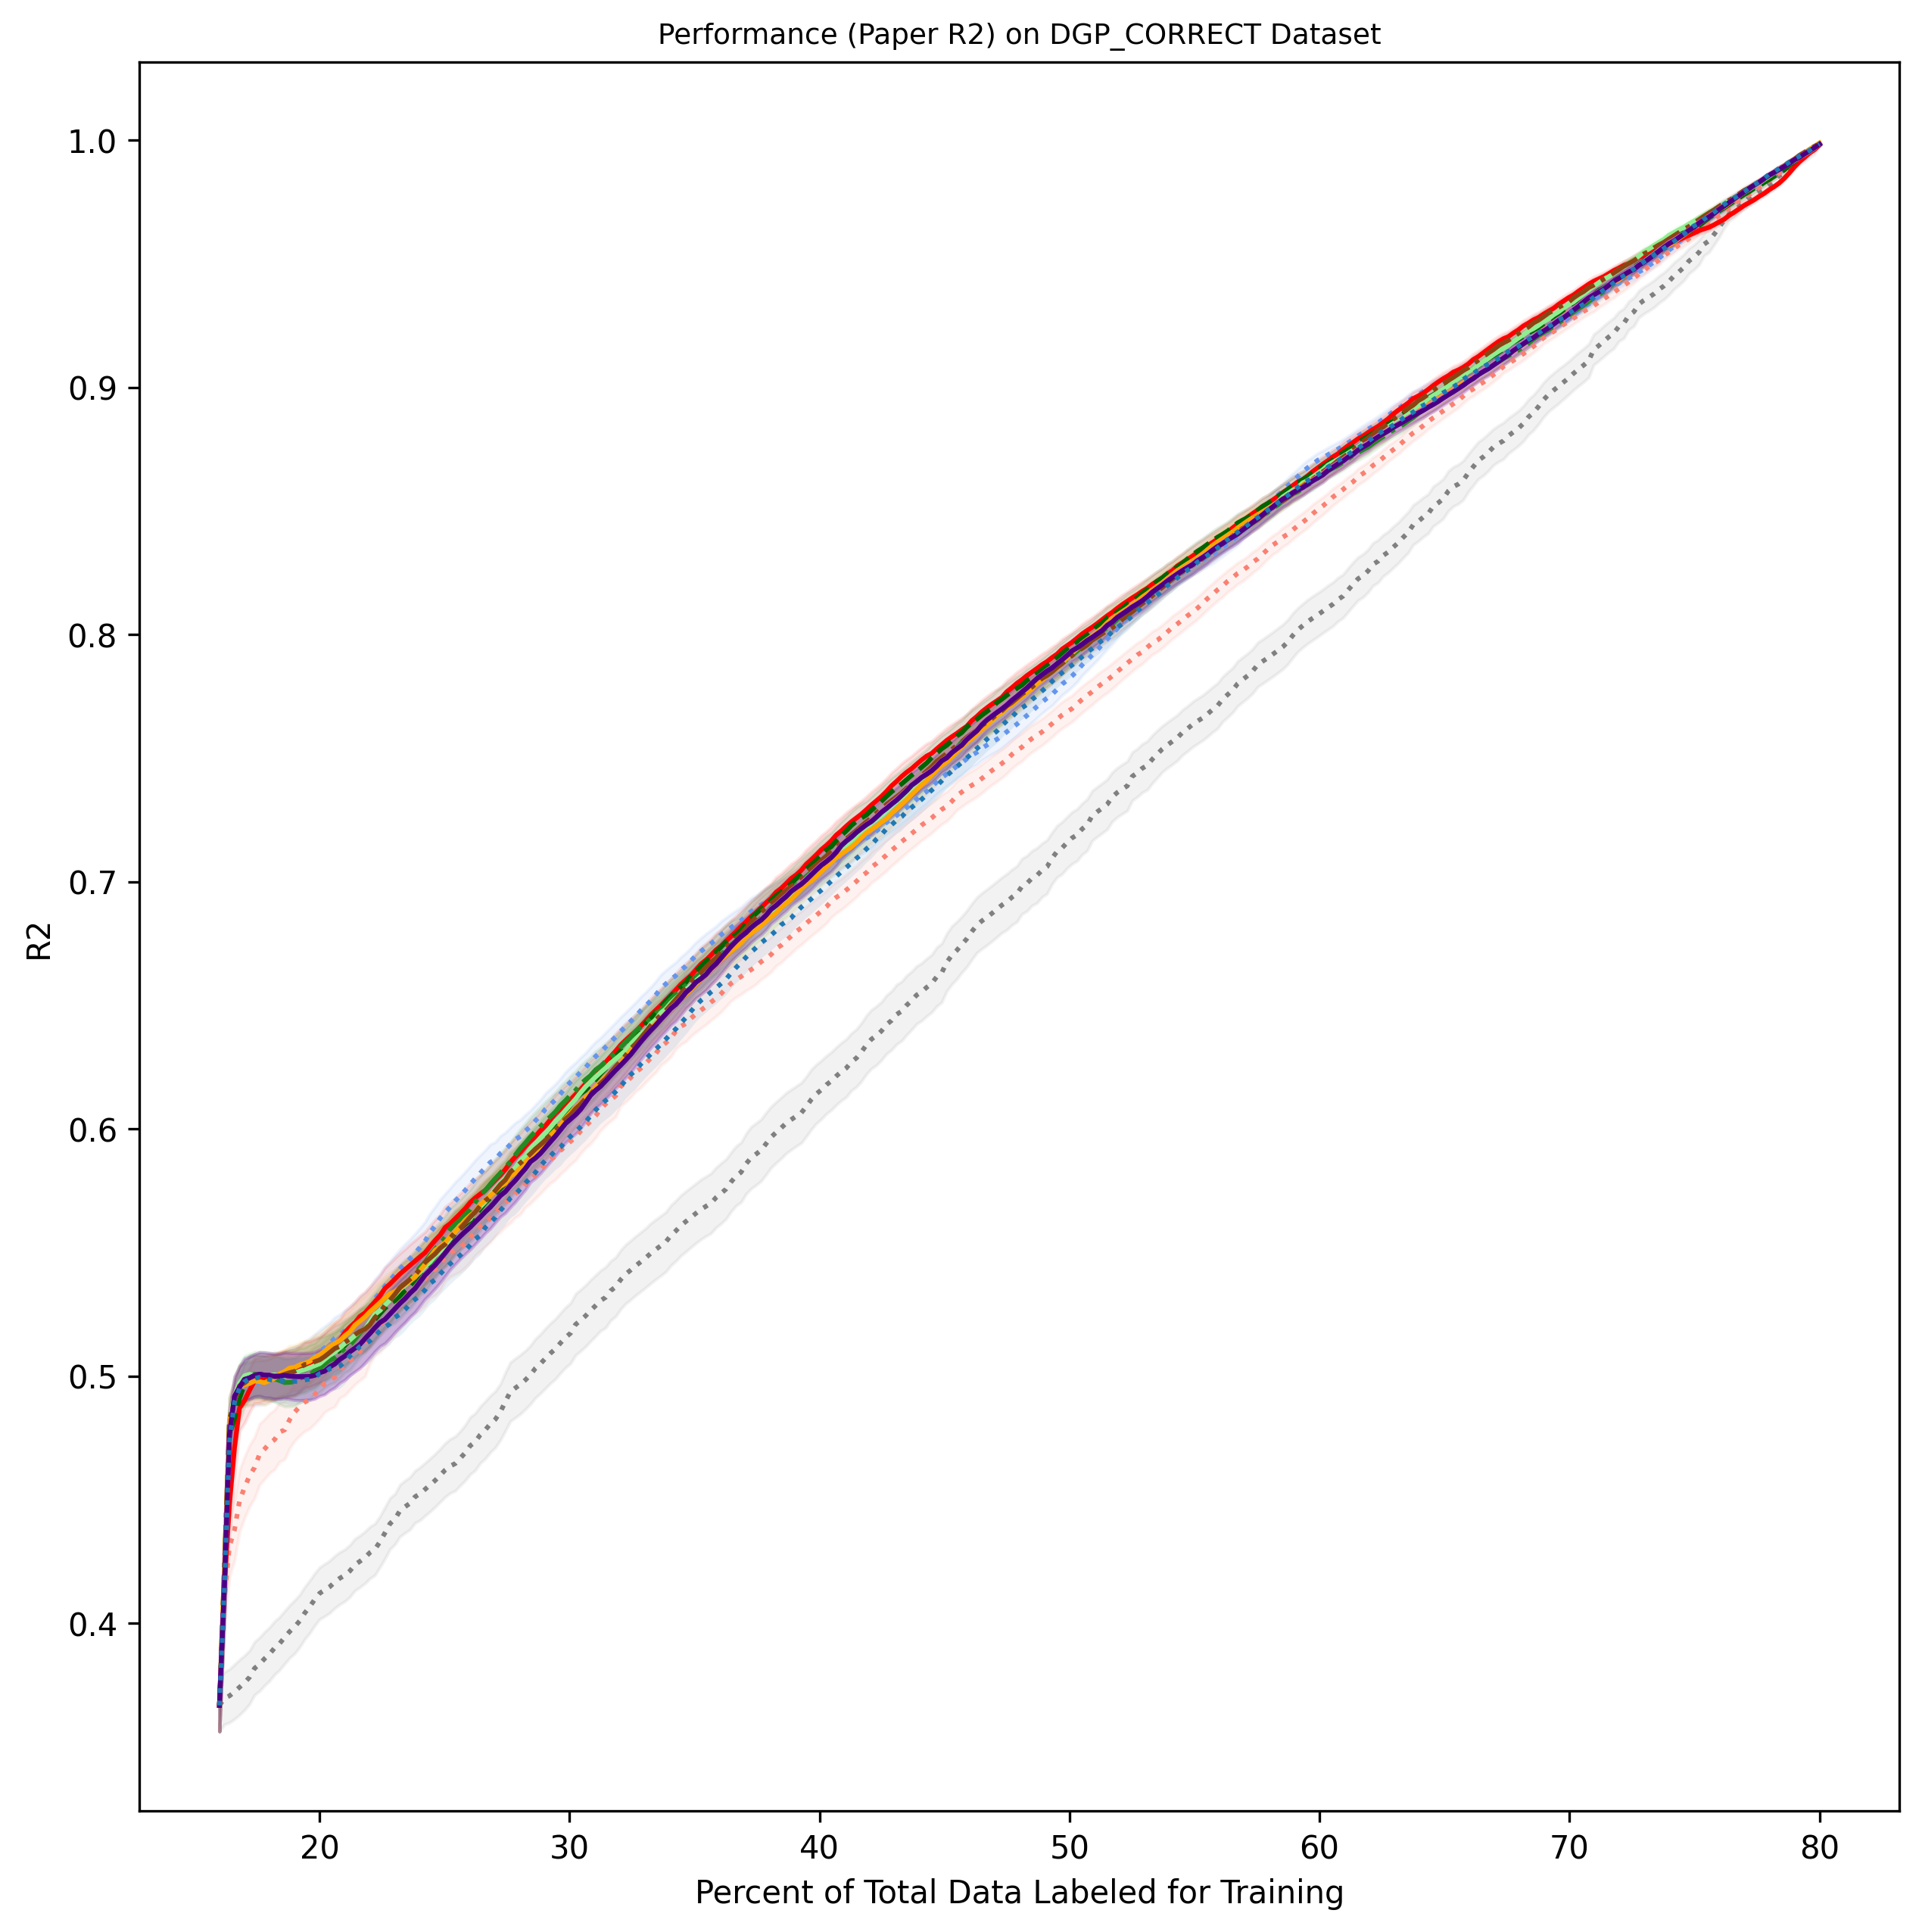 Performance (Paper R2) on DGP_CORRECT Dataset
1.0
0.9
0.8
0.7
0.6
0.5
0.4
R2
20 30 40 50 60 70 80
Percent of Total Data Labeled for Training